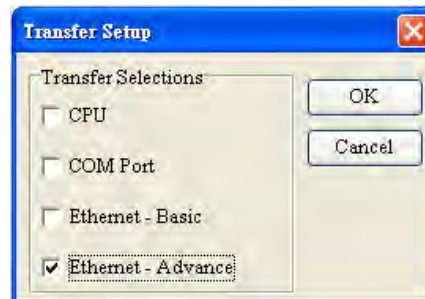 Transfer Setup
Transfer Selections
CPU
COM Port
Ethernet - Basic
Ethernet - Advance
OK
Cancel